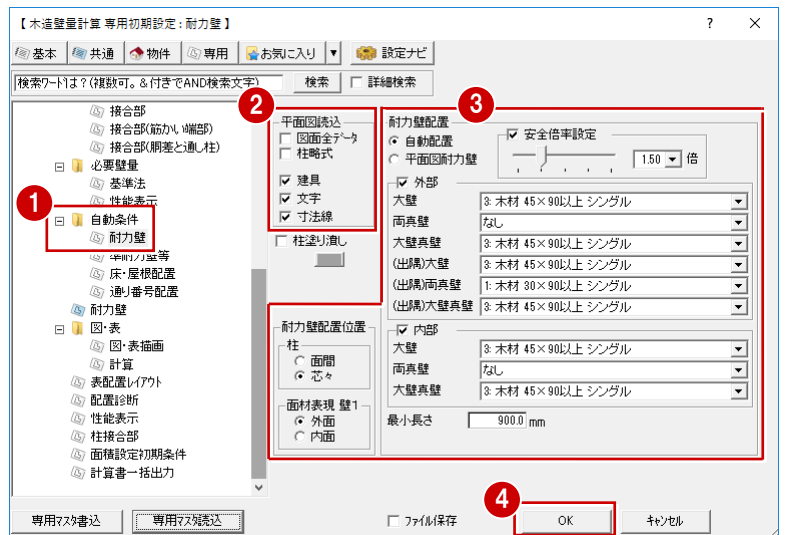 【 木造壁量計算 専用初期設定 : 耐力壁 】 ? ×
基本 共通 物件 専用 お気に入り ▼ 設定ナビ
検索ワードは？(複数可。＆付きでAND検索文字) 検索 詳細検索
接合部
接合部(筋かい端部)
接合部(胴差と通し柱)
必要壁量
基準法
性能表示
1
自動条件
耐力壁
準耐力壁等
床・屋根配置
通り番号配置
耐力壁
図・表
図・表描画
計算
表配置レイアウト
配置診断
性能表示
柱接合部
面積設定初期条件
計算書一括出力
2
平面図読込
図面全データ
柱略式
建具
文字
寸法線
柱塗り潰し
耐力壁配置位置
柱
面間
芯々
面材表現 壁1
外面
内面
3
耐力壁配置
自動配置
平面図耐力壁
安全倍率設定
1.50 倍
外部
大壁 3: 木材 45×90以上 シングル
両真壁 なし
大壁真壁 3: 木材 45×90以上 シングル
(出隅)大壁 3: 木材 45×90以上 シングル
(出隅)両真壁 1: 木材 30×90以上 シングル
(出隅)大壁真壁 3: 木材 45×90以上 シングル
内部
大壁 3: 木材 45×90以上 シングル
両真壁 なし
大壁真壁 3: 木材 45×90以上 シングル
最小長さ 900.0 mm
4
専用マスタ書込 専用マスタ読込 ファイル保存 OK キャンセル